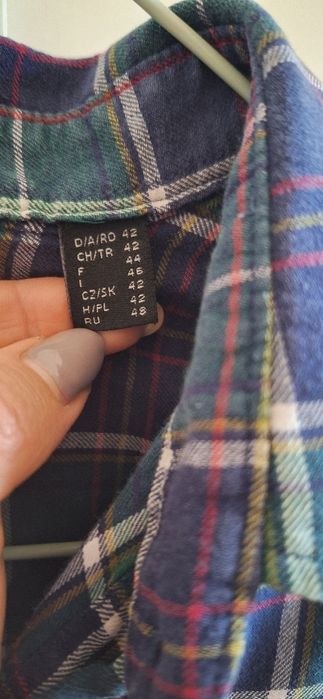 D/A/RO 42
CH/TR 42
F 44
I 46
CZ/SK 42
H/PL 42
RU 48